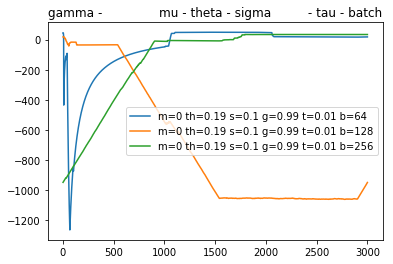 gamma - mu - theta - sigma - tau - batch
0
−200
−400
−600
−800
−1000
−1200
m=0 th=0.19 s=0.1 g=0.99 t=0.01 b=64
m=0 th=0.19 s=0.1 g=0.99 t=0.01 b=128
m=0 th=0.19 s=0.1 g=0.99 t=0.01 b=256
0 500 1000 1500 2000 2500 3000